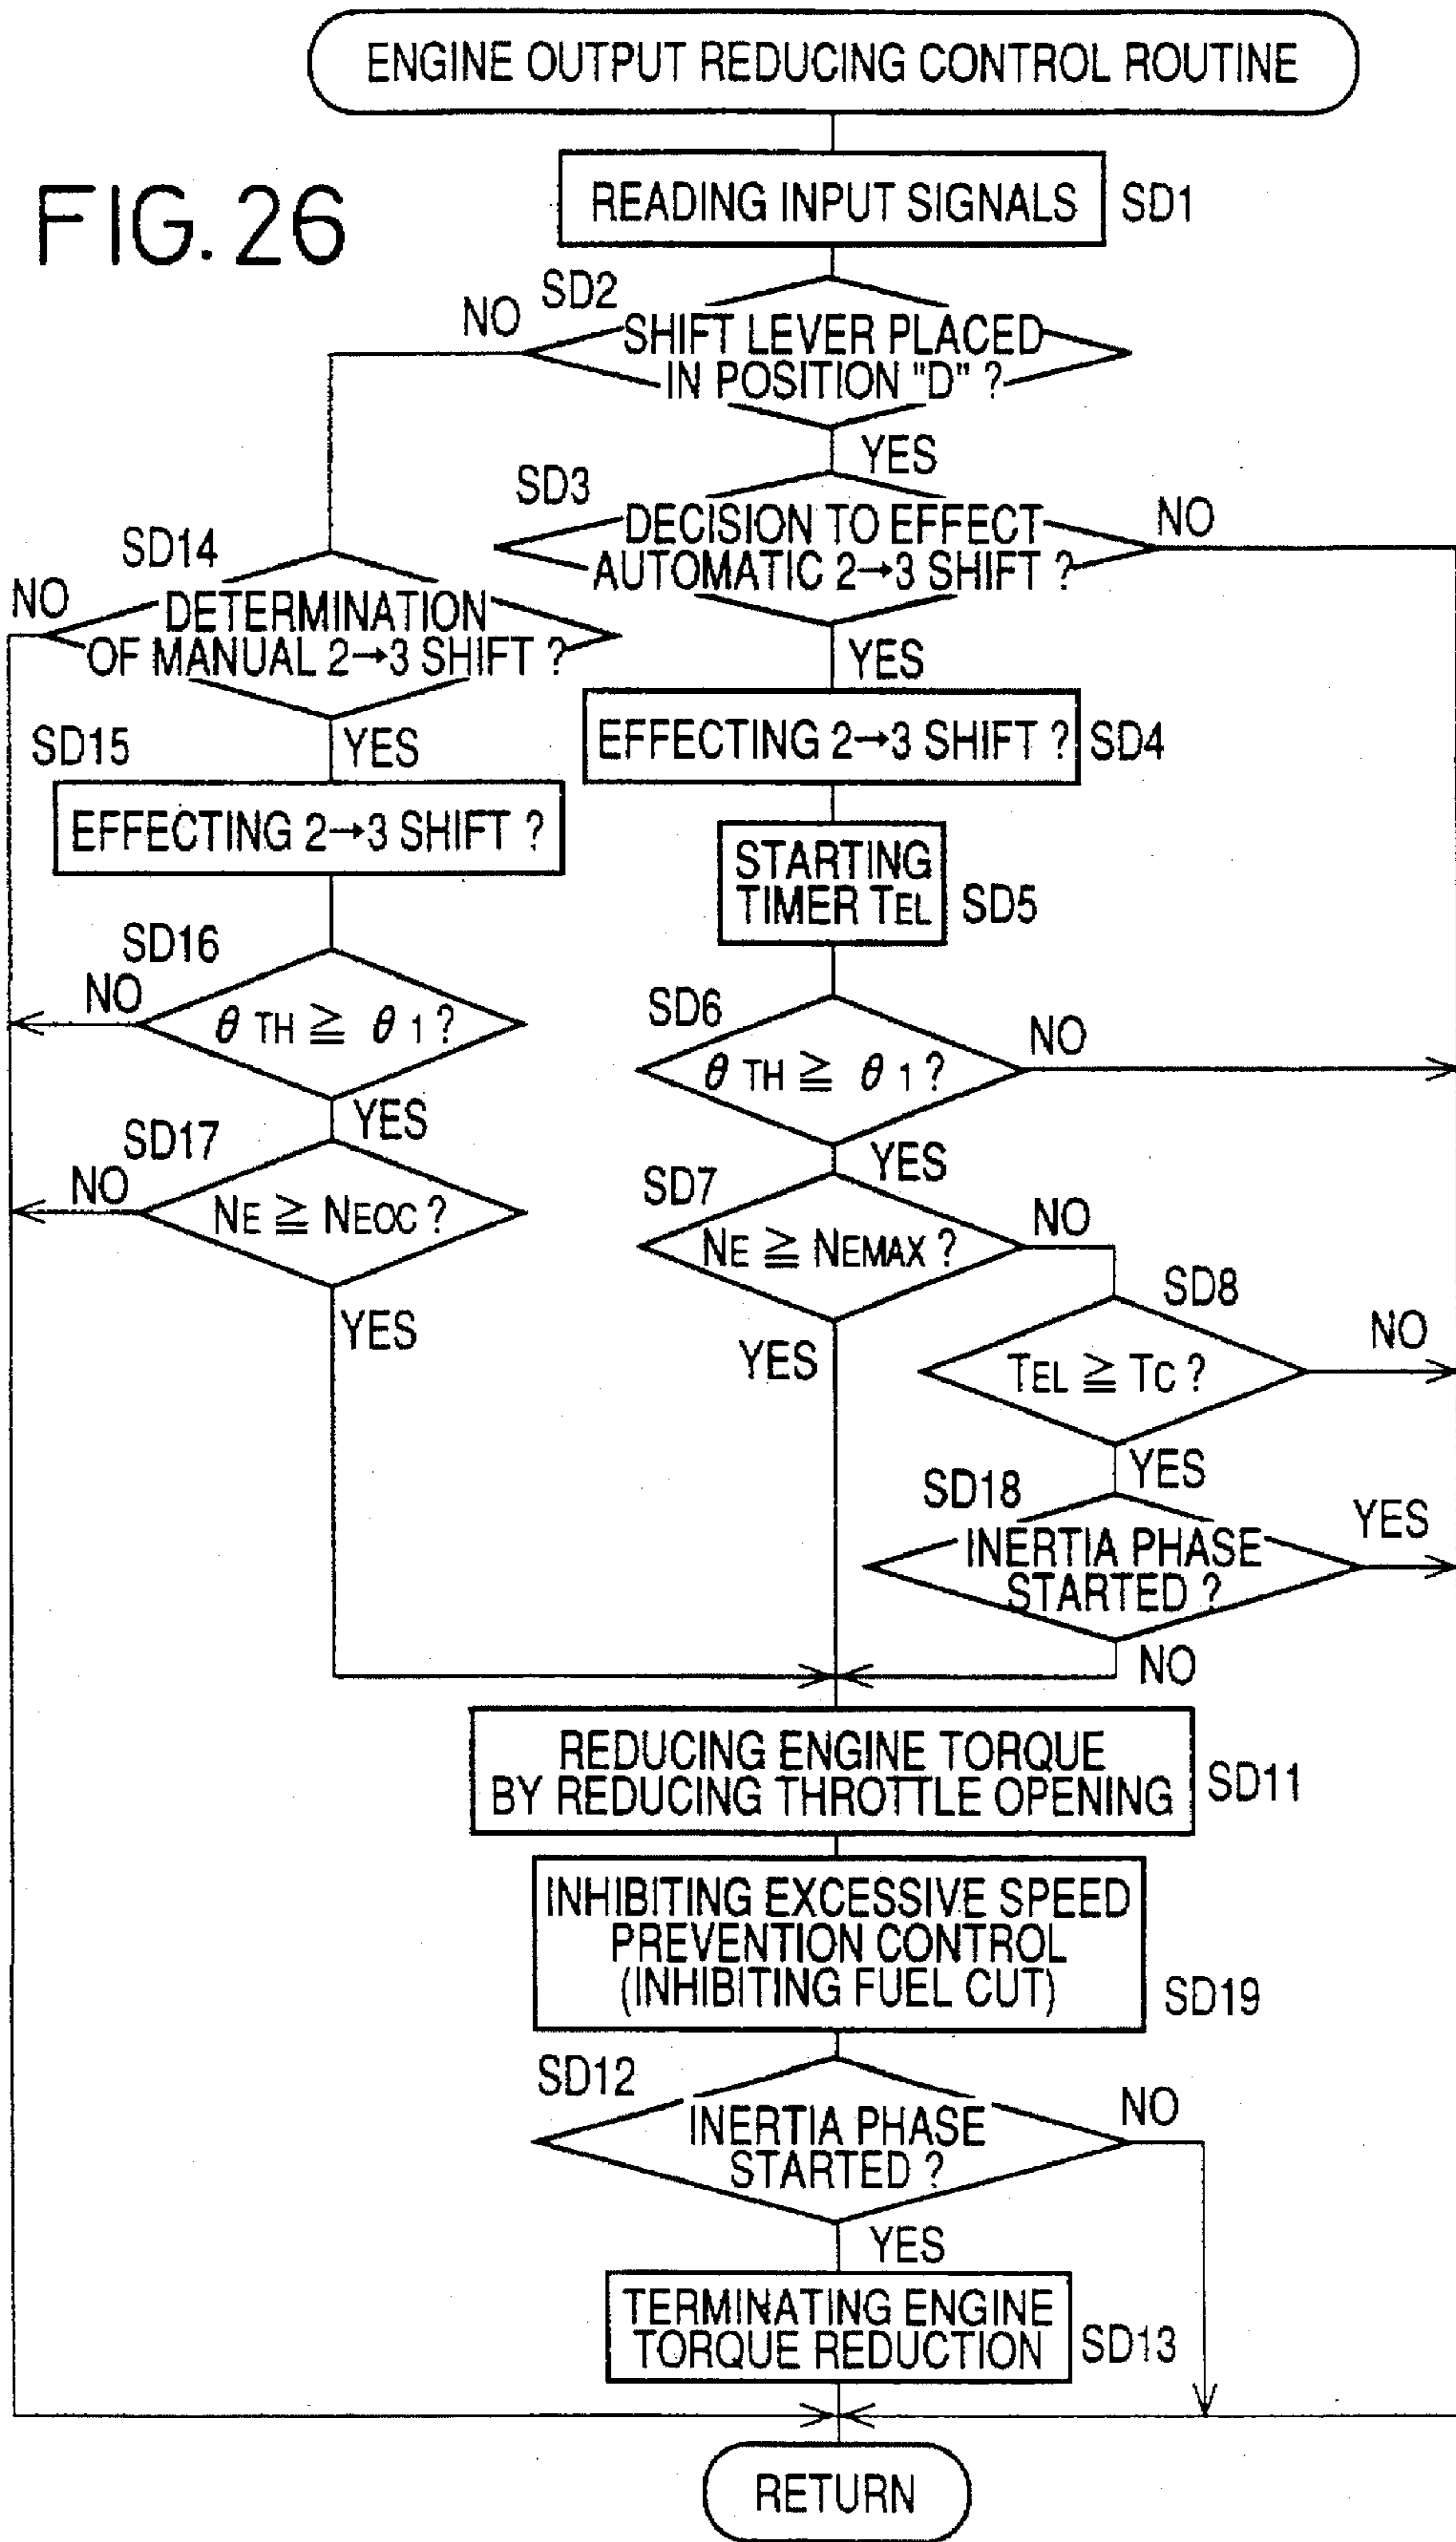 ENGINE OUTPUT REDUCING CONTROL ROUTINE
FIG. 26
READING INPUT SIGNALS
SD1
SD2
NO
SHIFT LEVER PLACED
IN POSITION "D" ?
YES
SD3
DECISION TO EFFECT
AUTOMATIC 2→3 SHIFT ?
NO
SD14
NO
DETERMINATION
OF MANUAL 2→3 SHIFT ?
YES
YES
SD15
EFFECTING 2→3 SHIFT ?
EFFECTING 2→3 SHIFT ?
SD4
STARTING
TIMER TEL
SD5
SD16
NO
θ TH ≧ θ 1 ?
YES
SD6
θ TH ≧ θ 1 ?
NO
YES
SD17
NO
NE ≧ NEOC ?
YES
SD7
NE ≧ NEMAX ?
NO
YES
SD8
TEL ≧ TC ?
NO
YES
SD18
INERTIA PHASE
STARTED ?
YES
NO
REDUCING ENGINE TORQUE
BY REDUCING THROTTLE OPENING
SD11
INHIBITING EXCESSIVE SPEED
PREVENTION CONTROL
(INHIBITING FUEL CUT)
SD19
SD12
INERTIA PHASE
STARTED ?
NO
YES
TERMINATING ENGINE
TORQUE REDUCTION
SD13
RETURN